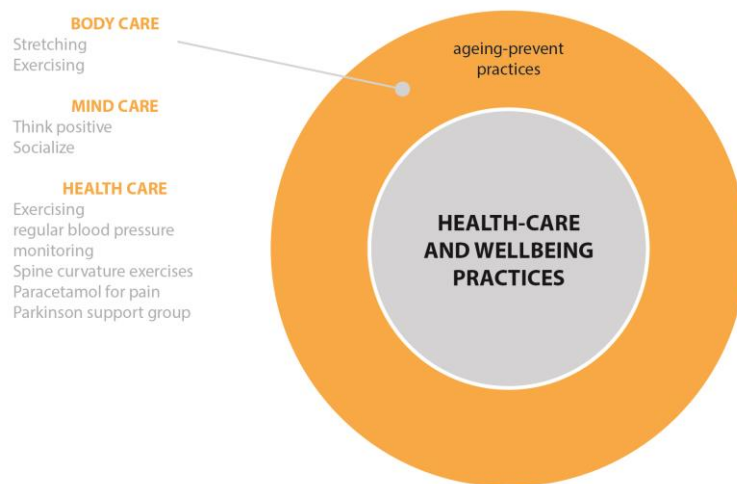 BODY CARE
Stretching
Exercising
MIND CARE
Think positive
Socialize
HEALTH CARE
Exercising
regular blood pressure
monitoring
Spine curvature exercises
Paracetamol for pain
Parkinson support group
ageing-prevent
practices
HEALTH-CARE
AND WELLBEING
PRACTICES